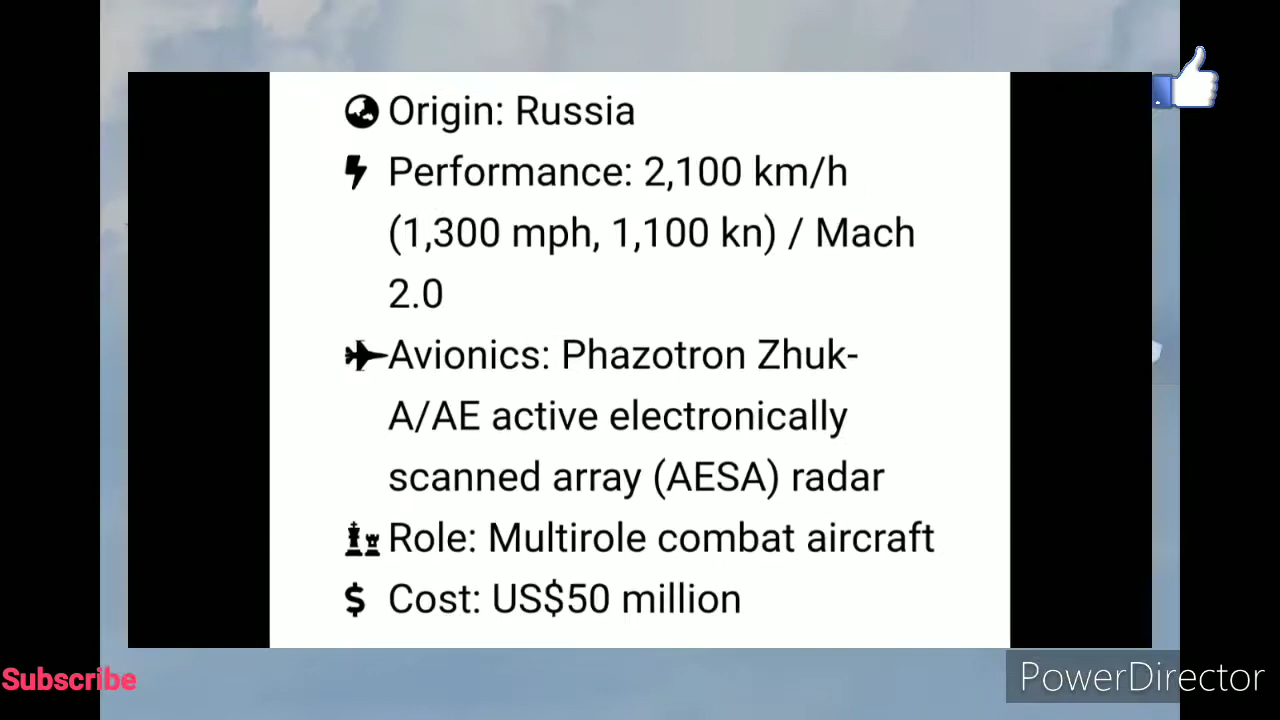 Origin: Russia
Performance: 2,100 km/h
(1,300 mph, 1,100 kn) / Mach
2.0
Avionics: Phazotron Zhuk-
A/AE active electronically
scanned array (AESA) radar
Role: Multirole combat aircraft
$ Cost: US$50 million
Subscribe
PowerDirector